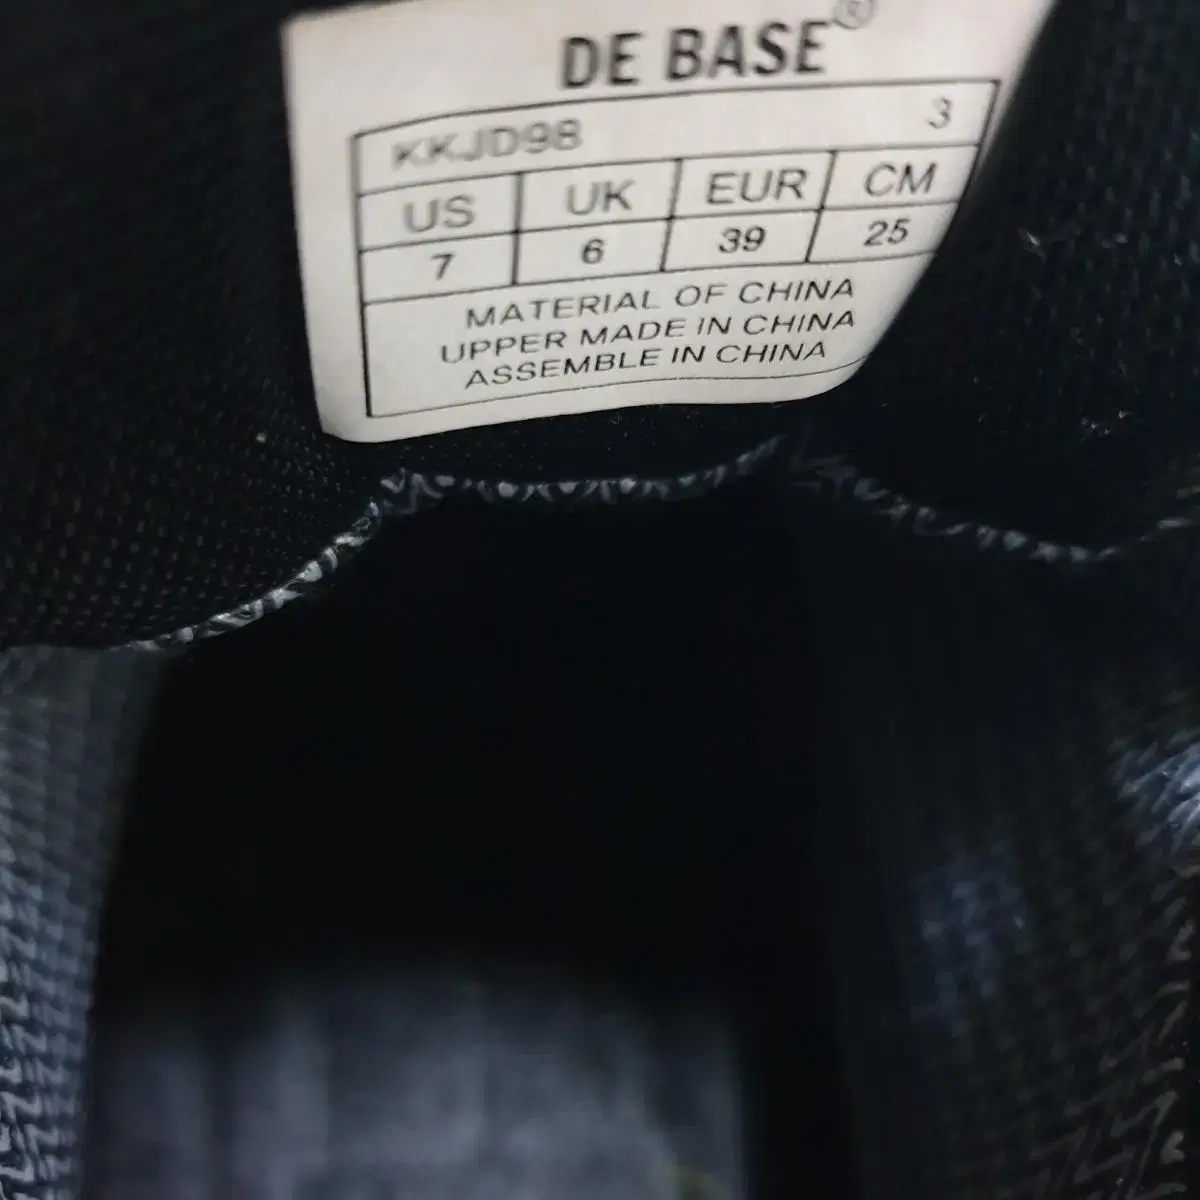 DE BASE®
KKJD98 3
US UK EUR CM
7 6 39 25
MATERIAL OF CHINA
UPPER MADE IN CHINA
ASSEMBLE IN CHINA